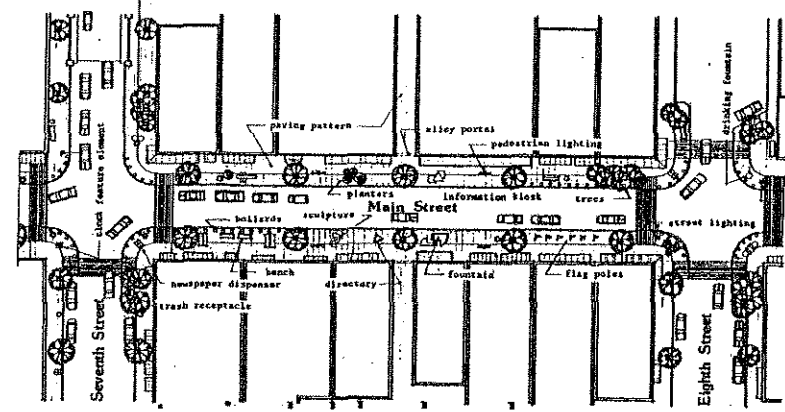 drinking fountain
paving pattern
alley portal
pedestrian lighting
block feature element
planters
information kiosk
Main Street
trees
bollards
sculpture
street lighting
bench
directory
fountain
flag poles
newspaper dispenser
trash receptacle
Seventh Street
Eighth Street